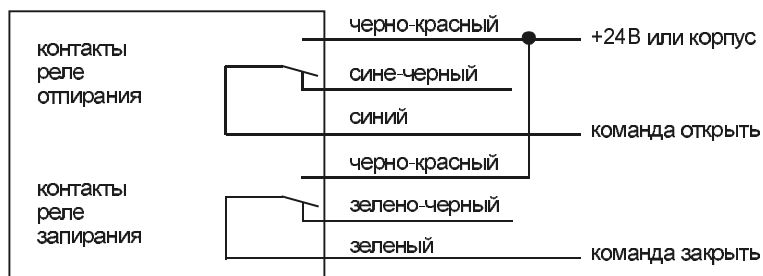 черно-красный
+24В или корпус
контакты
реле
отпирания
сине-черный
синий
команда открыть
черно-красный
контакты
реле
запирания
зелено-черный
зеленый
команда закрыть